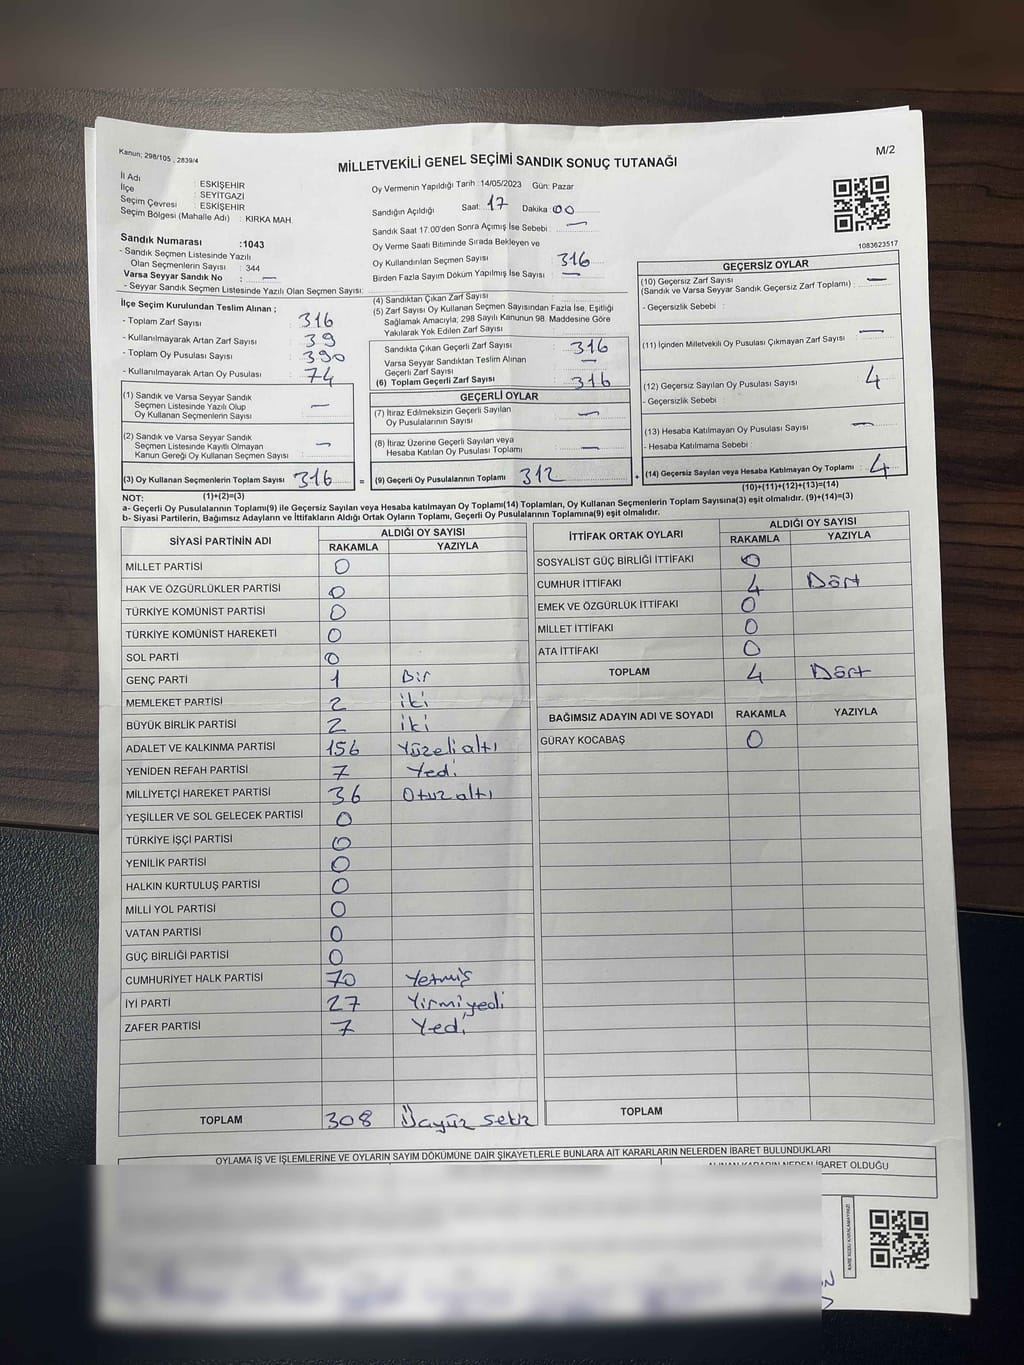 Kanun; 298/105 , 2839/4
MİLLETVEKİLİ GENEL SEÇİMİ SANDIK SONUÇ TUTANAĞI
M/2
İl Adı : ESKİŞEHİR
İlçe : SEYİTGAZİ
Seçim Çevresi : ESKİŞEHİR
Seçim Bölgesi (Mahalle Adı) : KIRKA MAH
Sandık Numarası :1043
- Sandık Seçmen Listesinde Yazılı
Olan Seçmenlerin Sayısı : 344
Varsa Seyyar Sandık No : —
- Seyyar Sandık Seçmen Listesinde Yazılı Olan Seçmen Sayısı:
Oy Vermenin Yapıldığı Tarih :14/05/2023 Gün: Pazar
Sandığın Açıldığı Saat: 17 Dakika 00
Sandık Saat 17.00'den Sonra Açımış İse Sebebi : —
Oy Verme Saati Bitiminde Sırada Bekleyen ve
Oy Kullandırılan Seçmen Sayısı : 316
Birden Fazla Sayım Döküm Yapılmış İse Sayısı : —
1083623517
İlçe Seçim Kurulundan Teslim Alınan ;
- Toplam Zarf Sayısı : 316
- Kullanılmayarak Artan Zarf Sayısı : 39
- Toplam Oy Pusulası Sayısı : 390
- Kullanılmayarak Artan Oy Pusulası : 74
(1) Sandık ve Varsa Seyyar Sandık
Seçmen Listesinde Yazılı Olup
Oy Kullanan Seçmenlerin Sayısı : —
(2) Sandık ve Varsa Seyyar Sandık
Seçmen Listesinde Kayıtlı Olmayan
Kanun Gereği Oy Kullanan Seçmen Sayısı : —
(3) Oy Kullanan Seçmenlerin Toplam Sayısı : 316
(4) Sandıktan Çıkan Zarf Sayısı :
(5) Zarf Sayısı Oy Kullanan Seçmen Sayısından Fazla İse, Eşitliği
Sağlamak Amacıyla; 298 Sayılı Kanunun 98. Maddesine Göre
Yakılarak Yok Edilen Zarf Sayısı :
Sandıkta Çıkan Geçerli Zarf Sayısı : 316
Varsa Seyyar Sandıktan Teslim Alınan
Geçerli Zarf Sayısı : —
(6) Toplam Geçerli Zarf Sayısı : 316
GEÇERLİ OYLAR
(7) İtiraz Edilmeksizin Geçerli Sayılan
Oy Pusulalarının Sayısı : —
(8) İtiraz Üzerine Geçerli Sayılan veya
Hesaba Katılan Oy Pusulası Toplamı : —
= (9) Geçerli Oy Pusulalarının Toplamı : 312
GEÇERSİZ OYLAR
(10) Geçersiz Zarf Sayısı
(Sandık ve Varsa Seyyar Sandık Geçersiz Zarf Toplamı) : —
- Geçersizlik Sebebi :
(11) İçinden Milletvekili Oy Pusulası Çıkmayan Zarf Sayısı : —
(12) Geçersiz Sayılan Oy Pusulası Sayısı : 4
- Geçersizlik Sebebi :
(13) Hesaba Katılmayan Oy Pusulası Sayısı : —
- Hesaba Katılmama Sebebi :
+ (14) Geçersiz Sayılan veya Hesaba Katılmayan Oy Toplamı : 4
NOT: (1)+(2)=(3)
(10)+(11)+(12)+(13)=(14)
a- Geçerli Oy Pusulalarının Toplamı(9) ile Geçersiz Sayılan veya Hesaba katılmayan Oy Toplamı(14) Toplamları, Oy Kullanan Seçmenlerin Toplam Sayısına(3) eşit olmalıdır. (9)+(14)=(3)
b- Siyasi Partilerin, Bağımsız Adayların ve İttifakların Aldığı Ortak Oyların Toplamı, Geçerli Oy Pusulalarının Toplamına(9) eşit olmalıdır.
SİYASİ PARTİNİN ADI ALDIĞI OY SAYISI
RAKAMLA YAZIYLA
MİLLET PARTİSİ 0
HAK VE ÖZGÜRLÜKLER PARTİSİ 0
TÜRKİYE KOMÜNİST PARTİSİ 0
TÜRKİYE KOMÜNİST HAREKETİ 0
SOL PARTİ 0
GENÇ PARTİ 1 Bir
MEMLEKET PARTİSİ 2 iki
BÜYÜK BİRLİK PARTİSİ 2 iki
ADALET VE KALKINMA PARTİSİ 156 Yüzelialtı
YENİDEN REFAH PARTİSİ 7 Yedi
MİLLİYETÇİ HAREKET PARTİSİ 36 Otuzaltı
YEŞİLLER VE SOL GELECEK PARTİSİ 0
TÜRKİYE İŞÇİ PARTİSİ 0
YENİLİK PARTİSİ 0
HALKIN KURTULUŞ PARTİSİ 0
MİLLİ YOL PARTİSİ 0
VATAN PARTİSİ 0
GÜÇ BİRLİĞİ PARTİSİ 0
CUMHURİYET HALK PARTİSİ 70 Yetmiş
İYİ PARTİ 27 Yirmiyedi
ZAFER PARTİSİ 7 Yedi
TOPLAM 308 Üçyüz sekiz
İTTİFAK ORTAK OYLARI ALDIĞI OY SAYISI
RAKAMLA YAZIYLA
SOSYALİST GÜÇ BİRLİĞİ İTTİFAKI 0
CUMHUR İTTİFAKI 4 Dört
EMEK VE ÖZGÜRLÜK İTTİFAKI 0
MİLLET İTTİFAKI 0
ATA İTTİFAKI 0
TOPLAM 4 Dört
BAĞIMSIZ ADAYIN ADI VE SOYADI RAKAMLA YAZIYLA
GÜRAY KOCABAŞ 0
TOPLAM
OYLAMA İŞ VE İŞLEMLERİNE VE OYLARIN SAYIM DÖKÜMÜNE DAİR ŞİKAYETLERLE BUNLARA AİT KARARLARIN NELERDEN İBARET BULUNDUKLARI
ALINAN KARARIN NEDEN İBARET OLDUĞU
KARE KODU KARALAMAYINIZ